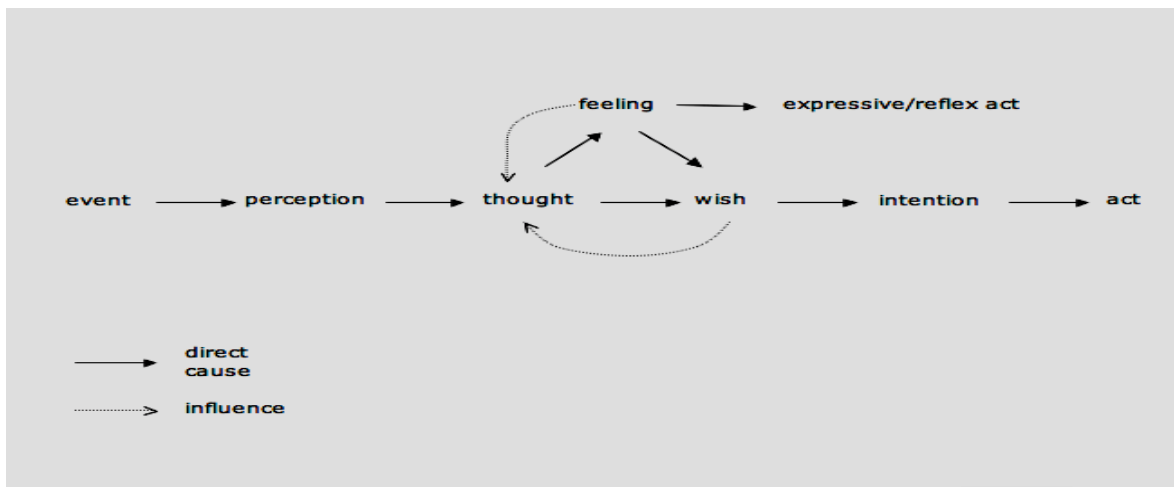 feeling expressive/reflex act
event perception thought wish intention act
direct
cause
influence